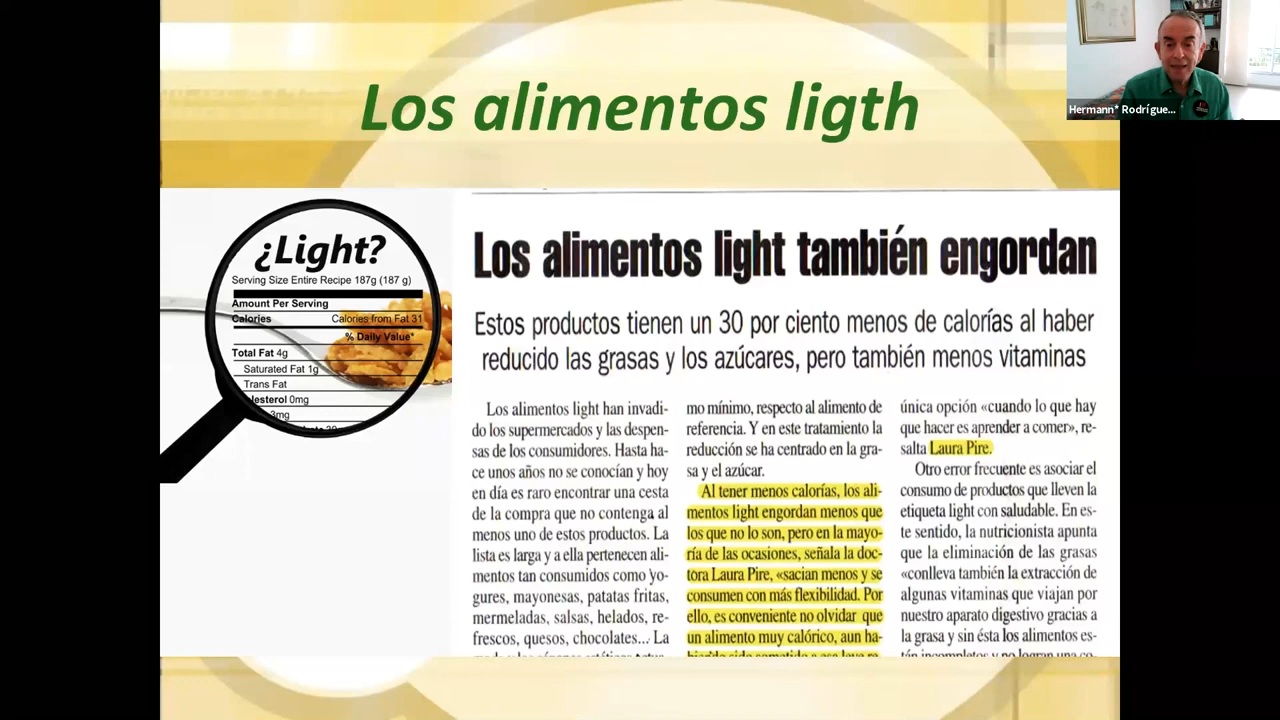 Los alimentos ligth
Hermann* Rodrígue...
¿Light?
Serving Size Entire Recipe 187g (187 g)
Amount Per Serving
Calories Calories from Fat 31
% Daily Value*
Total Fat 4g
Saturated Fat 1g
Trans Fat
lesterol 0mg
3mg
Los alimentos light también engordan
Estos productos tienen un 30 por ciento menos de calorías al haber
reducido las grasas y los azúcares, pero también menos vitaminas
Los alimentos light han invadi-
do los supermercados y las despen-
sas de los consumidores. Hasta ha-
ce unos años no se conocían y hoy
en día es raro encontrar una cesta
de la compra que no contenga al
menos uno de estos productos. La
lista es larga y a ella pertenecen ali-
mentos tan consumidos como yo-
gures, mayonesas, patatas fritas,
mermeladas, salsas, helados, re-
frescos, quesos, chocolates... La
mo mínimo, respecto al alimento de
referencia. Y en este tratamiento la
reducción se ha centrado en la gra-
sa y el azúcar.
Al tener menos calorías, los ali-
mentos light engordan menos que
los que no lo son, pero en la mayo-
ría de las ocasiones, señala la doc-
tora Laura Pire, «sacian menos y se
consumen con más flexibilidad. Por
ello, es conveniente no olvidar que
un alimento muy calórico, aun ha-
única opción «cuando lo que hay
que hacer es aprender a comer», re-
salta Laura Pire.
Otro error frecuente es asociar el
consumo de productos que lleven la
etiqueta light con saludable. En es-
te sentido, la nutricionista apunta
que la eliminación de las grasas
«conlleva también la extracción de
algunas vitaminas que viajan por
nuestro aparato digestivo gracias a
la grasa y sin ésta los alimentos es-